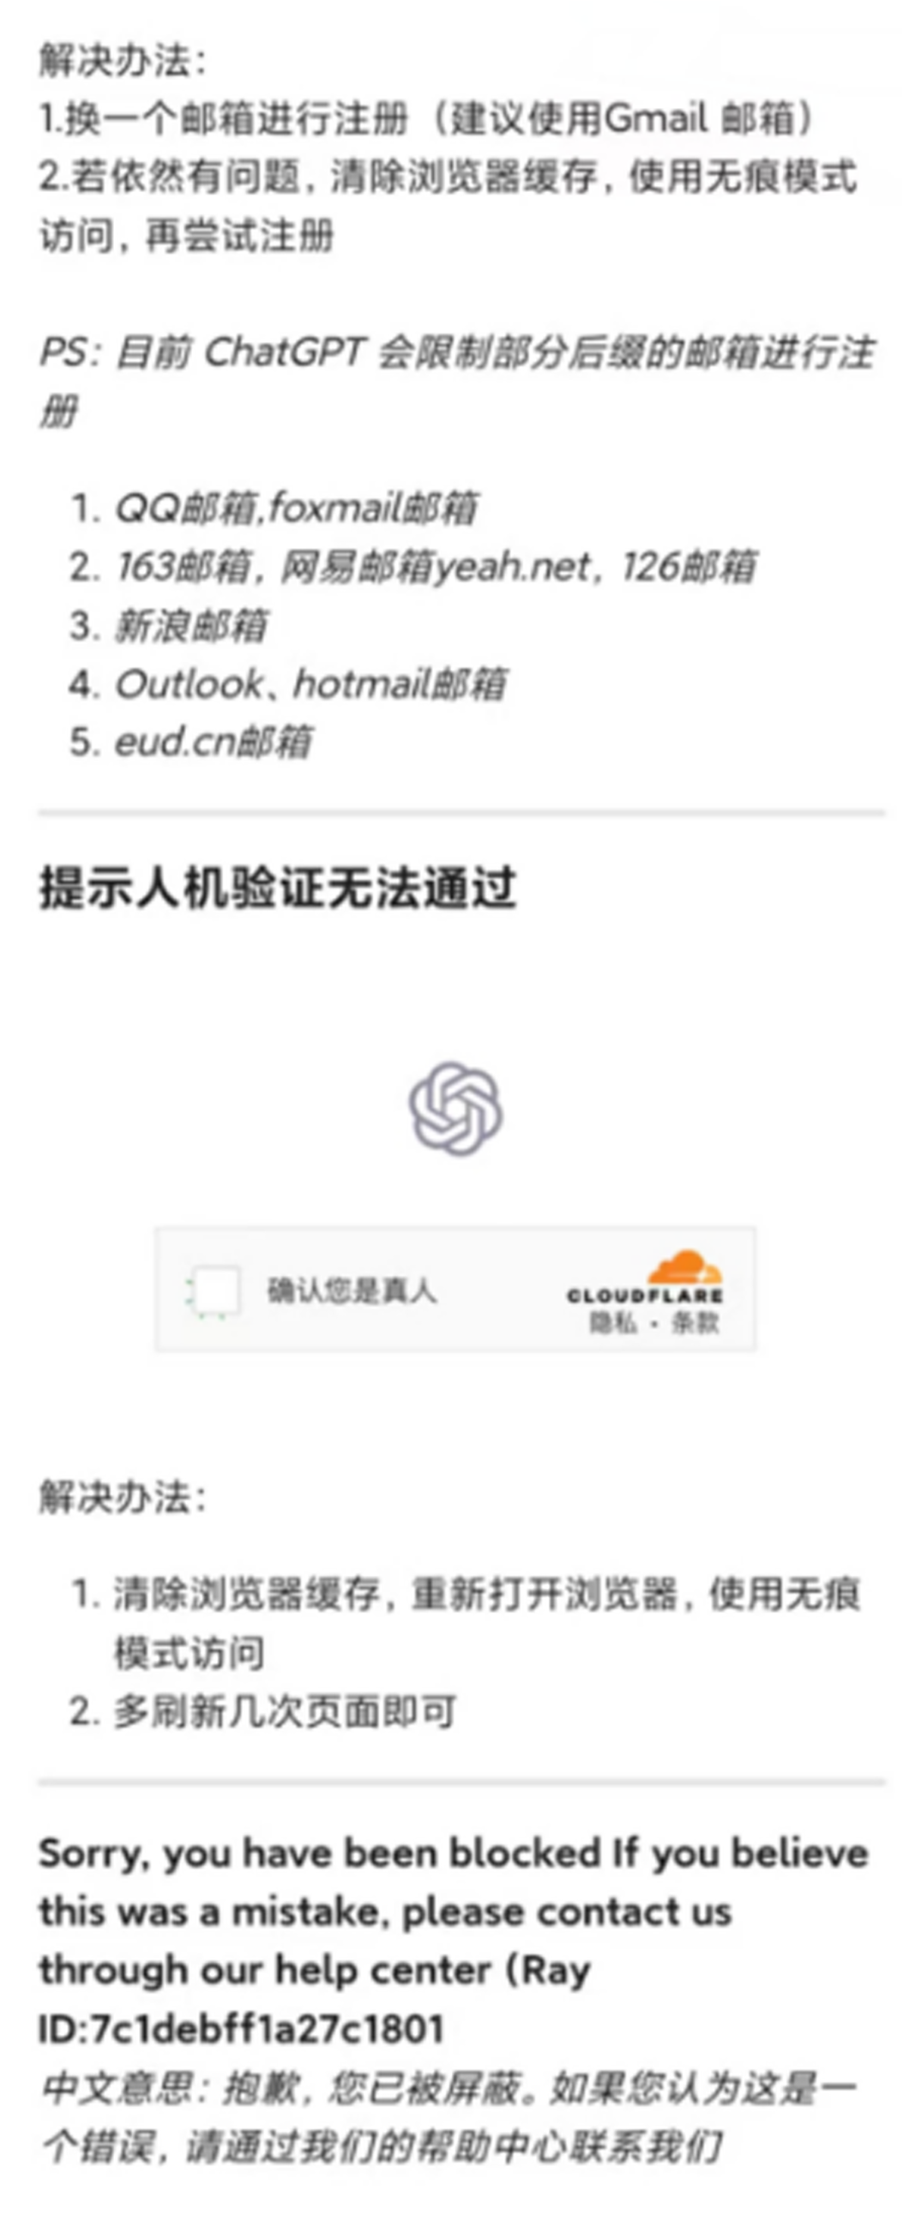 解决办法：
1.换一个邮箱进行注册（建议使用Gmail 邮箱）
2.若依然有问题，清除浏览器缓存，使用无痕模式
访问，再尝试注册
PS：目前 ChatGPT 会限制部分后缀的邮箱进行注
册
1. QQ邮箱,foxmail邮箱
2. 163邮箱，网易邮箱yeah.net，126邮箱
3. 新浪邮箱
4. Outlook、hotmail邮箱
5. eud.cn邮箱
提示人机验证无法通过
确认您是真人
CLOUDFLARE
隐私 · 条款
解决办法：
1. 清除浏览器缓存，重新打开浏览器，使用无痕
模式访问
2. 多刷新几次页面即可
Sorry, you have been blocked If you believe
this was a mistake, please contact us
through our help center (Ray
ID:7c1debff1a27c1801
中文意思：抱歉，您已被屏蔽。如果您认为这是一
个错误，请通过我们的帮助中心联系我们